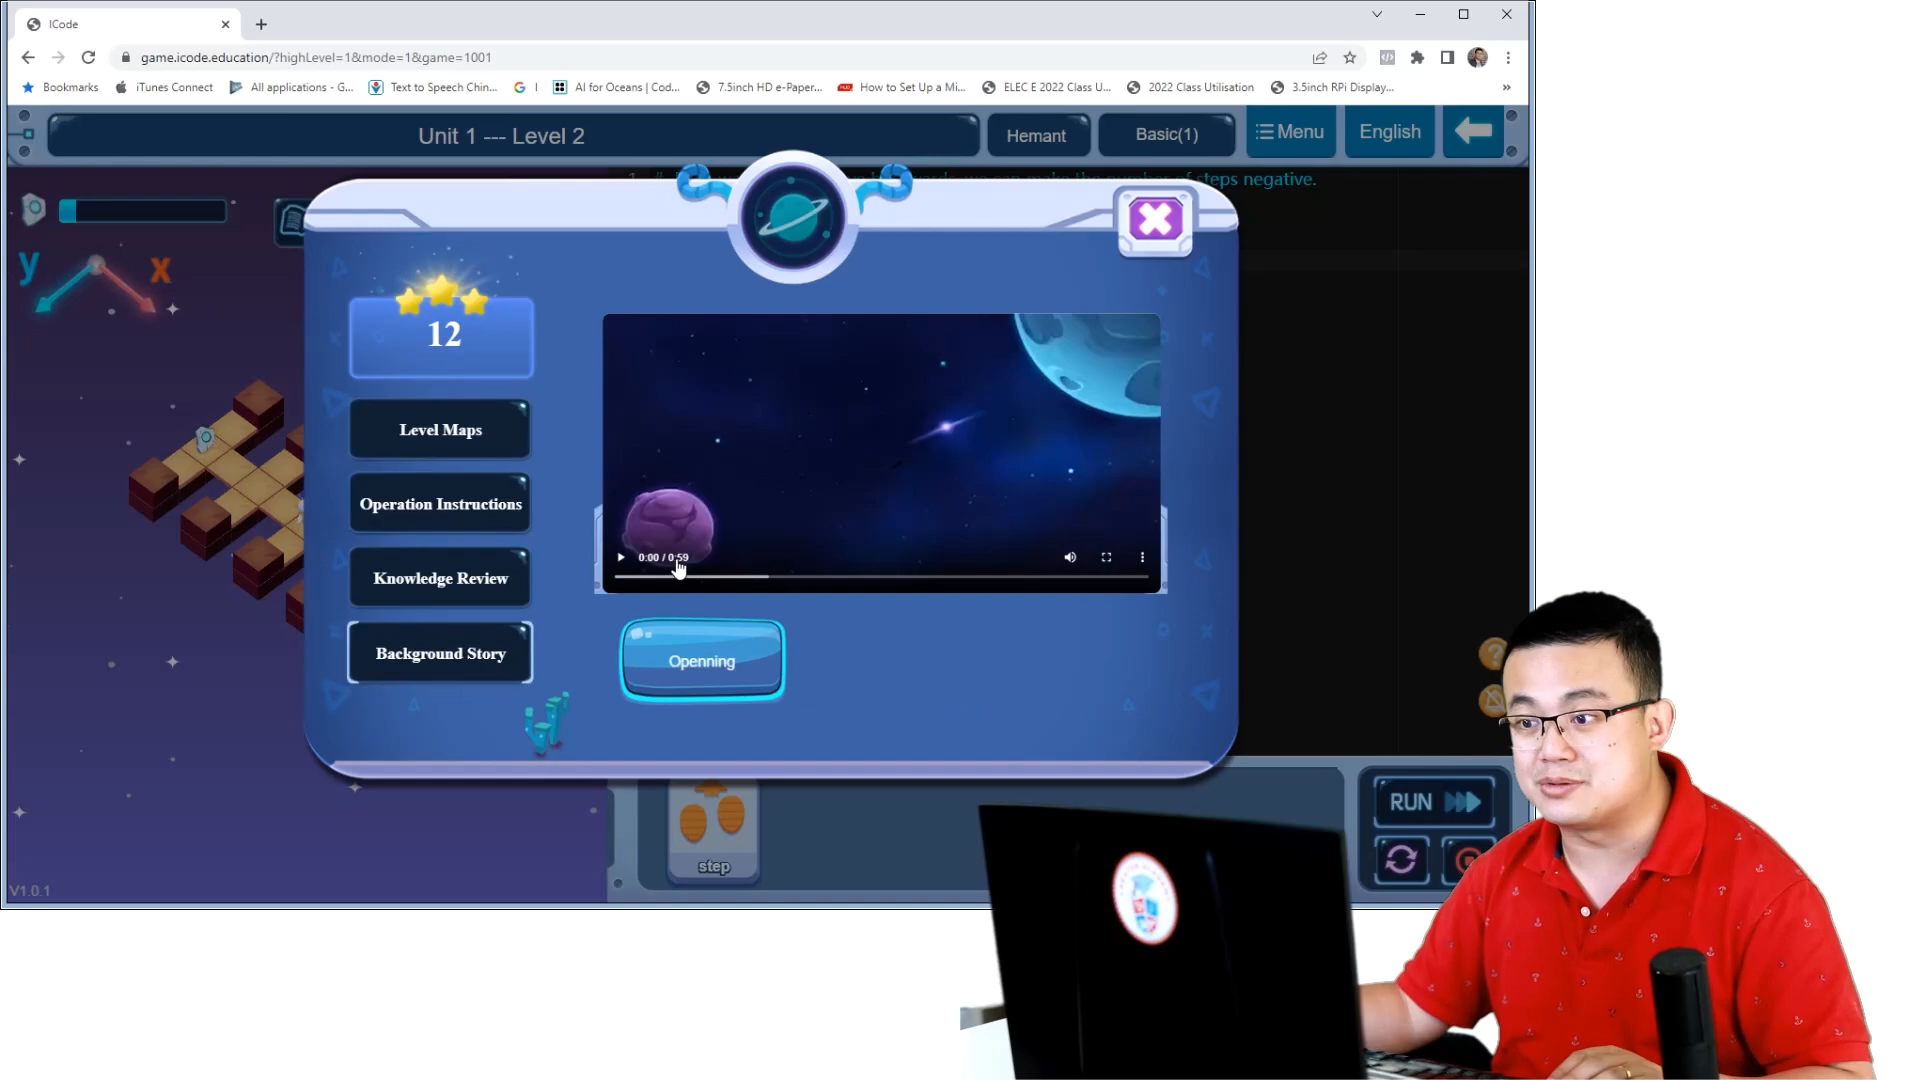 ICode
game.icode.education/?highLevel=1&mode=1&game=1001
Bookmarks
iTunes Connect
All applications - G...
Text to Speech Chin...
I
AI for Oceans | Cod...
7.5inch HD e-Paper...
How to Set Up a Mi...
ELEC E 2022 Class U...
2022 Class Utilisation
3.5inch RPi Display...
»
Unit 1 --- Level 2
Hemant
Basic(1)
Menu
English
steps negative.
y
x
12
Level Maps
Operation Instructions
Knowledge Review
Background Story
0:00 / 0:59
Openning
step
RUN
V1.0.1